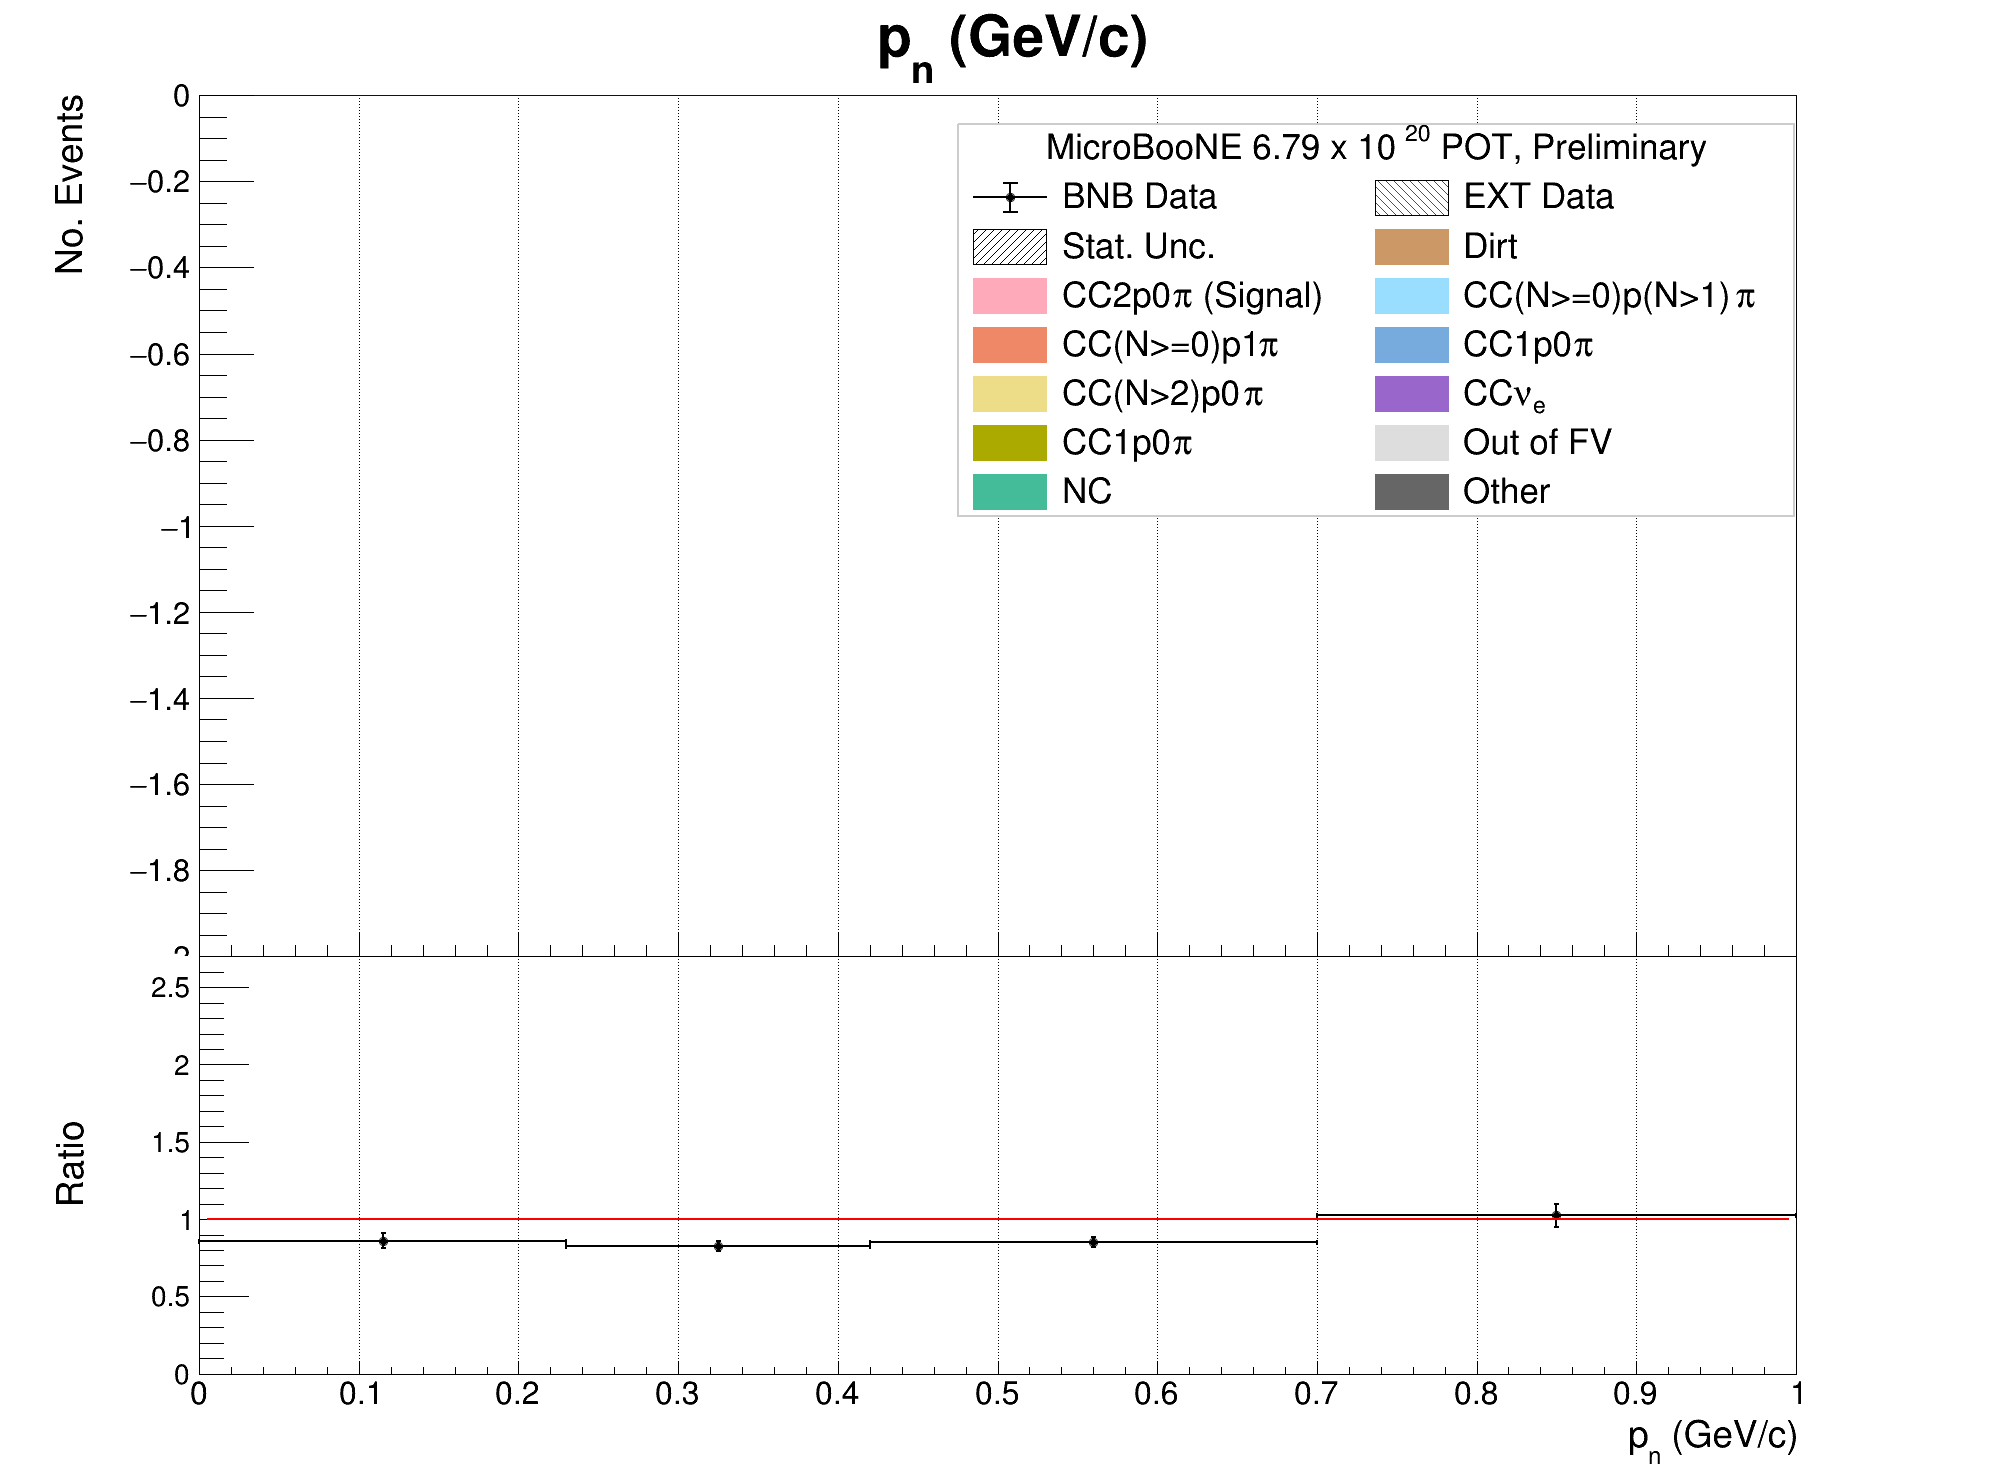 pn (GeV/c)
No. Events
0
−0.2
−0.4
−0.6
−0.8
−1
−1.2
−1.4
−1.6
−1.8
MicroBooNE 6.79 x 10 20 POT, Preliminary
BNB Data
EXT Data
Stat. Unc.
Dirt
CC2p0π (Signal)
CC(N>=0)p(N>1)π
CC(N>=0)p1π
CC1p0π
CC(N>2)p0π
CCνe
CC1p0π
Out of FV
NC
Other
Ratio
2.5
2
1.5
1
0.5
0
0 0.1 0.2 0.3 0.4 0.5 0.6 0.7 0.8 0.9 1
pn (GeV/c)